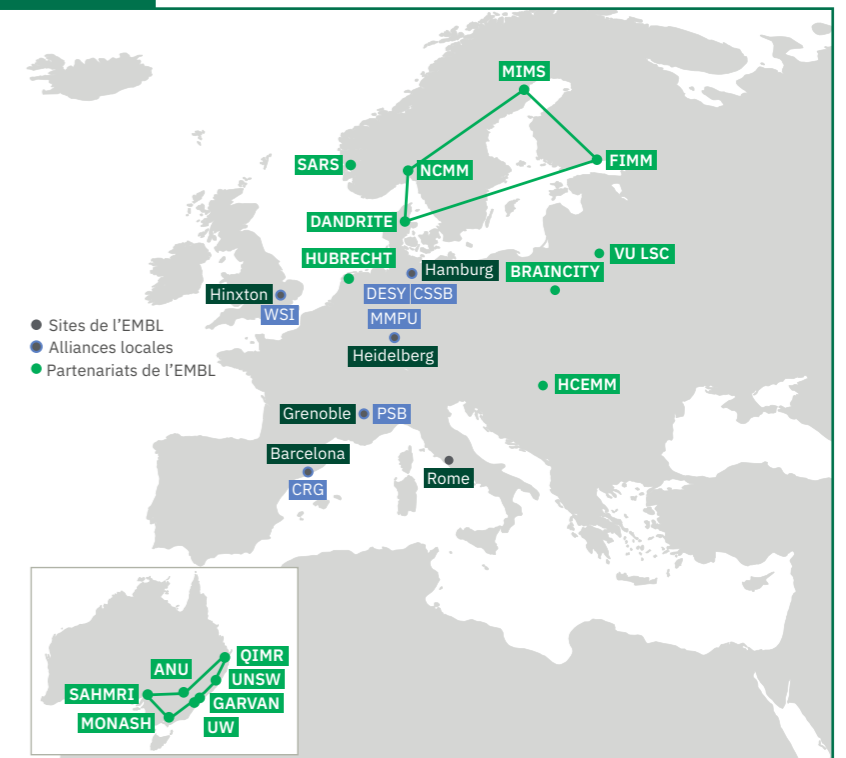 MIMS
SARS
NCMM
FIMM
DANDRITE
HUBRECHT
VU LSC
Hamburg
BRAINCITY
Hinxton
DESY CSSB
WSI
MMPU
Sites de l’EMBL
Alliances locales
Heidelberg
Partenariats de l’EMBL
HCEMM
Grenoble PSB
Barcelona
Rome
CRG
QIMR
ANU
UNSW
SAHMRI
GARVAN
MONASH
UW